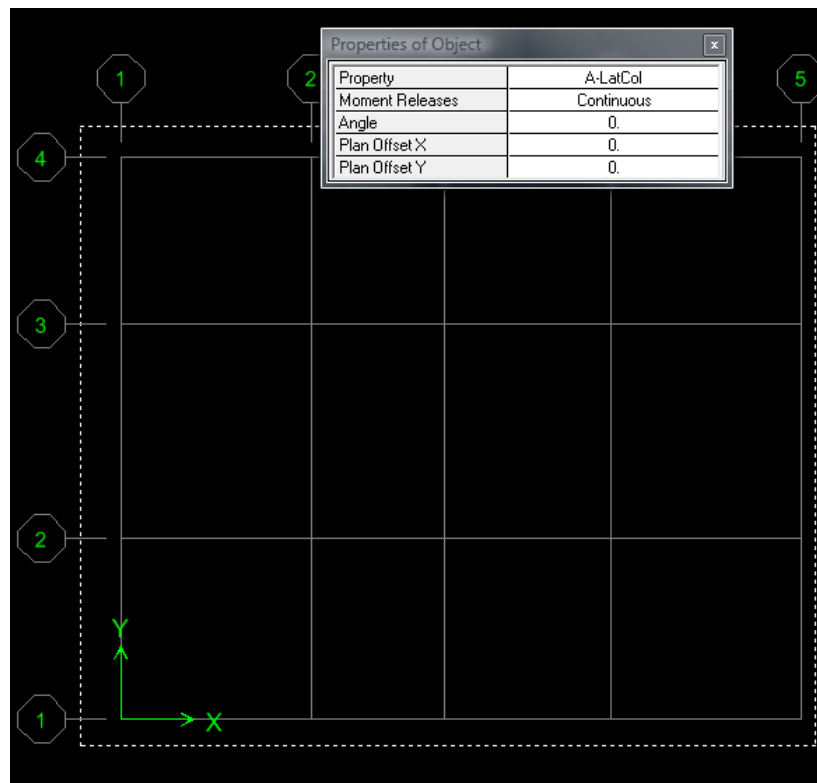 Properties of Object x
Property A-LatCol
Moment Releases Continuous
Angle 0.
Plan Offset X 0.
Plan Offset Y 0.
1 2 5
4
3
2
Y
X
1